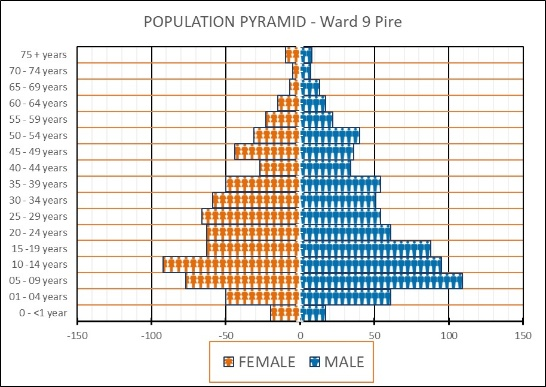 POPULATION PYRAMID - Ward 9 Pire
75 + years
70 - 74 years
65 - 69 years
60 - 64 years
55 - 59 years
50 - 54 years
45 - 49 years
40 - 44 years
35 - 39 years
30 - 34 years
25 - 29 years
20 - 24 years
15 -19 years
10 -14 years
05 - 09 years
01 - 04 years
0 - <1 year
-150 -100 -50 0 50 100 150
FEMALE MALE